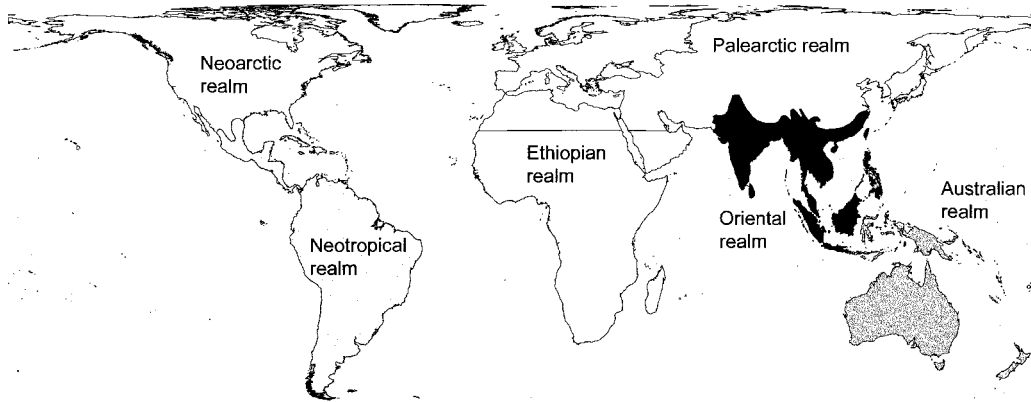 Neoarctic
realm
Palearctic realm
Ethiopian
realm
Australian
realm
Oriental
realm
Neotropical
realm